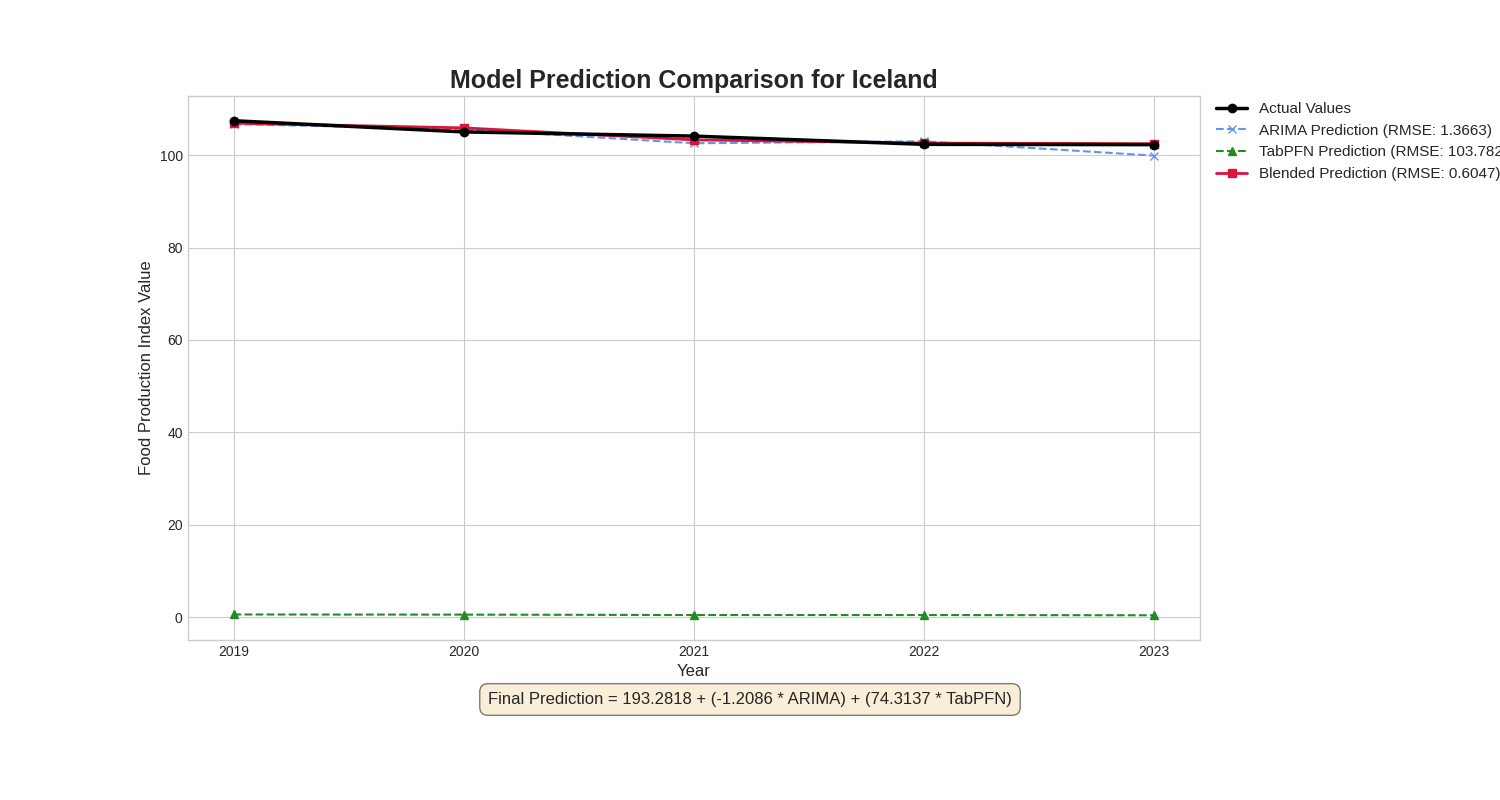 Model Prediction Comparison for Iceland
Actual Values
ARIMA Prediction (RMSE: 1.3663)
TabPFN Prediction (RMSE: 103.782
Blended Prediction (RMSE: 0.6047)
Food Production Index Value
100
80
60
40
20
0
2019 2020 2021 2022 2023
Year
Final Prediction = 193.2818 + (-1.2086 * ARIMA) + (74.3137 * TabPFN)